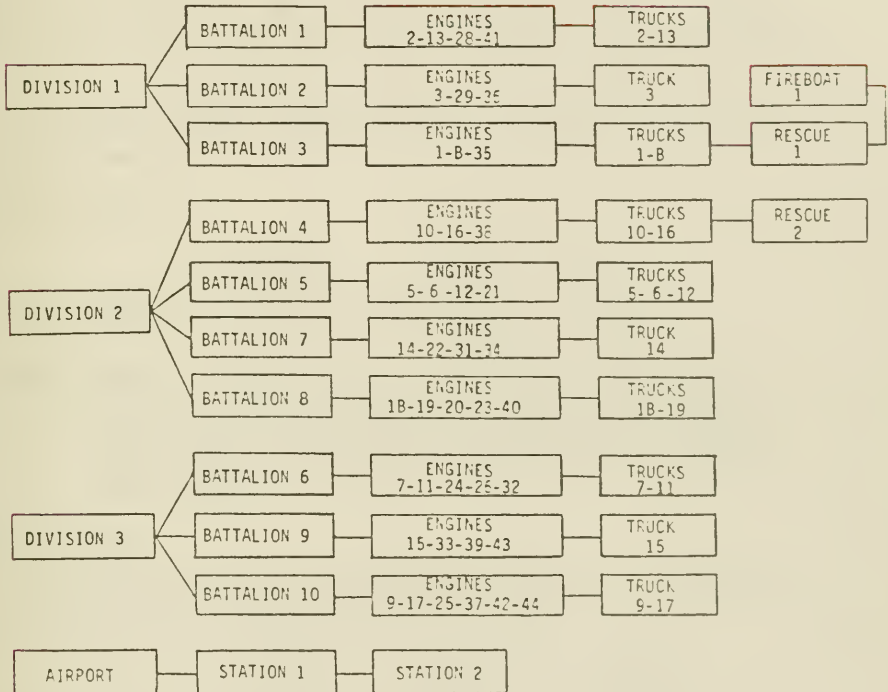 BATTALION 1
ENGINES
2-13-28-41
TRUCKS
2-13
DIVISION 1
BATTALION 2
ENGINES
3-29-36
TRUCK
3
FIREBOAT
1
BATTALION 3
ENGINES
1-B-35
TRUCKS
1-B
RESCUE
1
BATTALION 4
ENGINES
10-16-38
TRUCKS
10-16
RESCUE
2
DIVISION 2
BATTALION 5
ENGINES
5- 6 -12-21
TRUCKS
5- 6 -12
BATTALION 7
ENGINES
14-22-31-34
TRUCK
14
BATTALION 8
ENGINES
1B-19-20-23-40
TRUCKS
1B-19
BATTALION 6
ENGINES
7-11-24-26-32
TRUCKS
7-11
DIVISION 3
BATTALION 9
ENGINES
15-33-39-43
TRUCK
15
BATTALION 10
ENGINES
9-17-25-37-42-44
TRUCK
9-17
AIRPORT
STATION 1
STATION 2